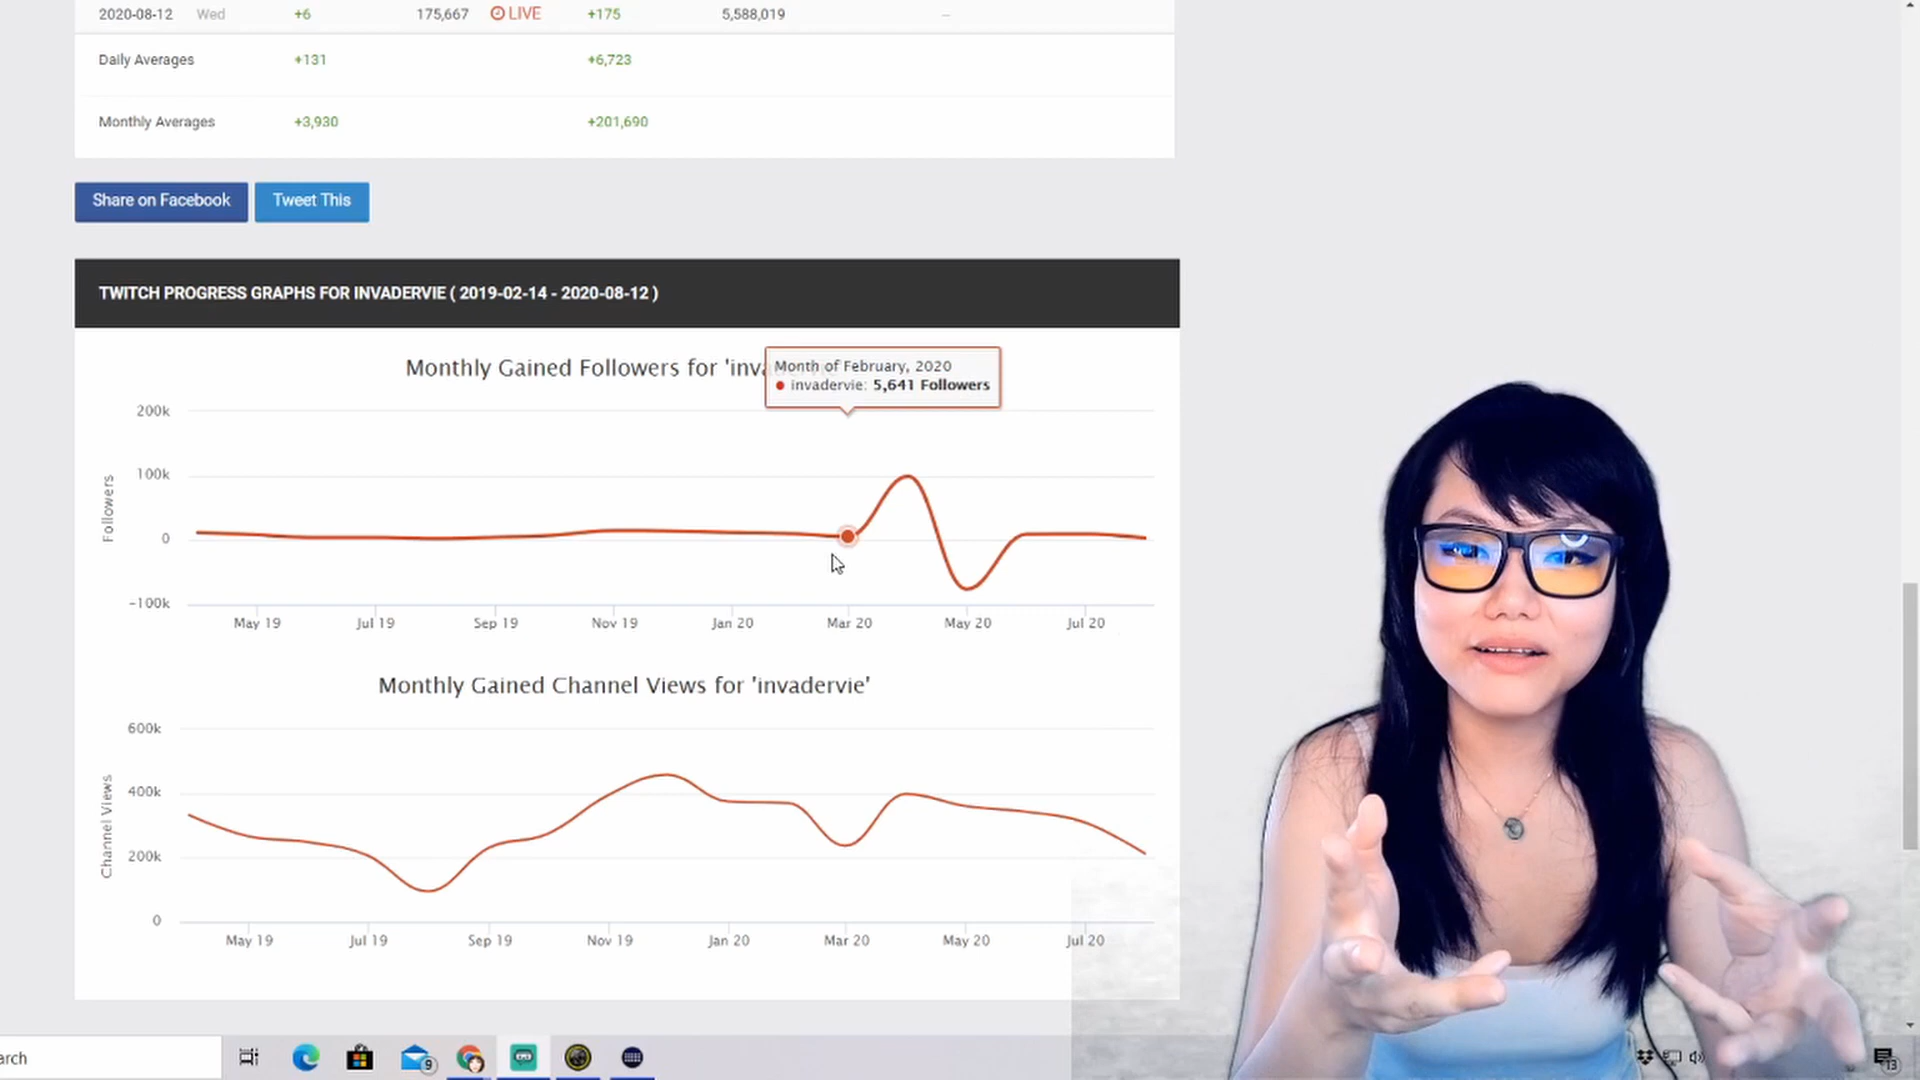 2020-08-12 Wed +6 175,667 LIVE +175 5,588,019 --
Daily Averages +131 +6,723
Monthly Averages +3,930 +201,690
Share on Facebook Tweet This
TWITCH PROGRESS GRAPHS FOR INVADERVIE ( 2019-02-14 - 2020-08-12 )
Monthly Gained Followers for 'inva
Month of February, 2020
invadervie: 5,641 Followers
200k
100k
0
-100k
Followers
May 19 Jul 19 Sep 19 Nov 19 Jan 20 Mar 20 May 20 Jul 20
Monthly Gained Channel Views for 'invadervie'
600k
400k
200k
0
Channel Views
May 19 Jul 19 Sep 19 Nov 19 Jan 20 Mar 20 May 20 Jul 20
arch 9 13